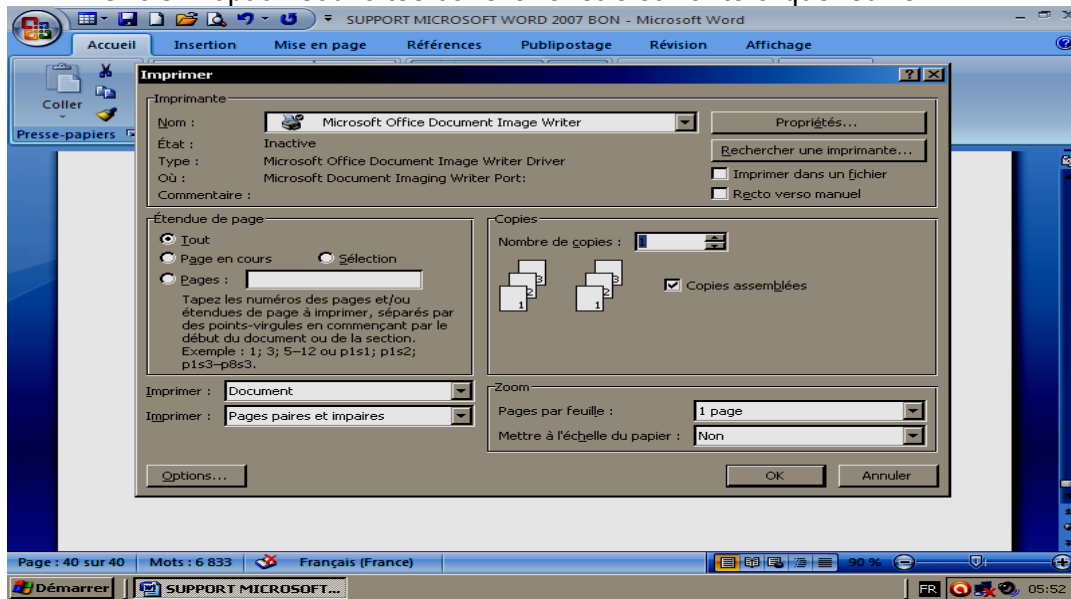 SUPPORT MICROSOFT WORD 2007 BON - Microsoft Word
Accueil Insertion Mise en page Références Publipostage Révision Affichage
Coller
Presse-papiers
Imprimer
Imprimante
Nom : Microsoft Office Document Image Writer Propriétés...
État : Inactive
Rechercher une imprimante...
Type : Microsoft Office Document Image Writer Driver
Où : Microsoft Document Imaging Writer Port:
Commentaire :
Imprimer dans un fichier
Recto verso manuel
Étendue de page
Tout
Page en cours Sélection
Pages :
Tapez les numéros des pages et/ou
étendues de page à imprimer, séparés par
des points-virgules en commençant par le
début du document ou de la section.
Exemple : 1; 3; 5–12 ou p1s1; p1s2;
p1s3–p8s3.
Copies
Nombre de copies : 1
3 3
2 2
1 1
Copies assemblées
Imprimer : Document
Imprimer : Pages paires et impaires
Zoom
Pages par feuille : 1 page
Mettre à l'échelle du papier : Non
Options... OK Annuler
Page : 40 sur 40 Mots : 6 833 Français (France) 90 %
Démarrer SUPPORT MICROSOFT... FR 05:52